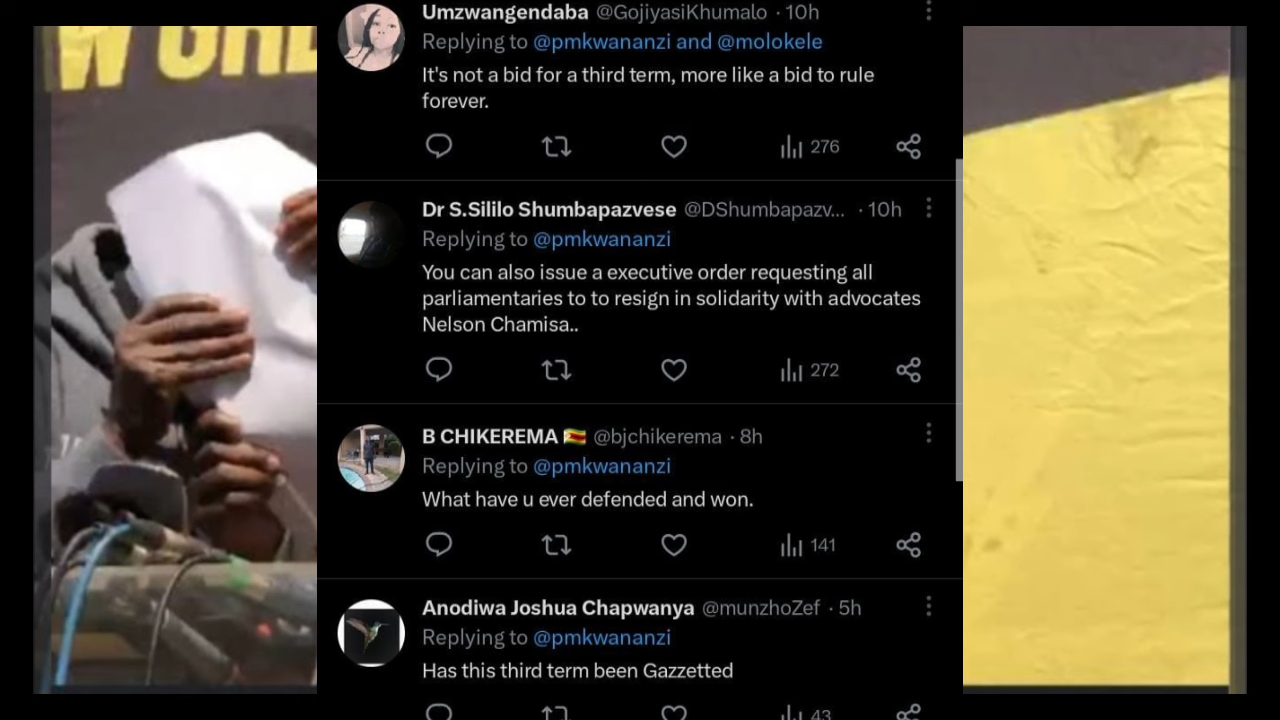 Umzwangendaba @GojiyasiKhumalo · 10h
Replying to @pmkwananzi and @molokele
It's not a bid for a third term, more like a bid to rule
forever.
276
Dr S.Sililo Shumbapazvese @DShumbapazv... · 10h
Replying to @pmkwananzi
You can also issue a executive order requesting all
parliamentaries to to resign in solidarity with advocates
Nelson Chamisa..
272
B CHIKEREMA 🇿🇼 @bjchikerema · 8h
Replying to @pmkwananzi
What have u ever defended and won.
141
Anodiwa Joshua Chapwanya @munzhoZef · 5h
Replying to @pmkwananzi
Has this third term been Gazzetted
43